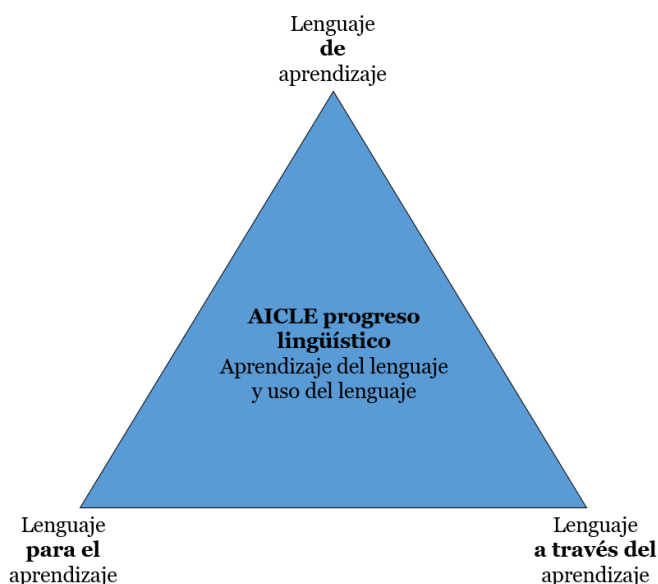 Lenguaje
de
aprendizaje
AICLE progreso
lingüístico
Aprendizaje del lenguaje
y uso del lenguaje
Lenguaje
para el
aprendizaje
Lenguaje
a través del
aprendizaje